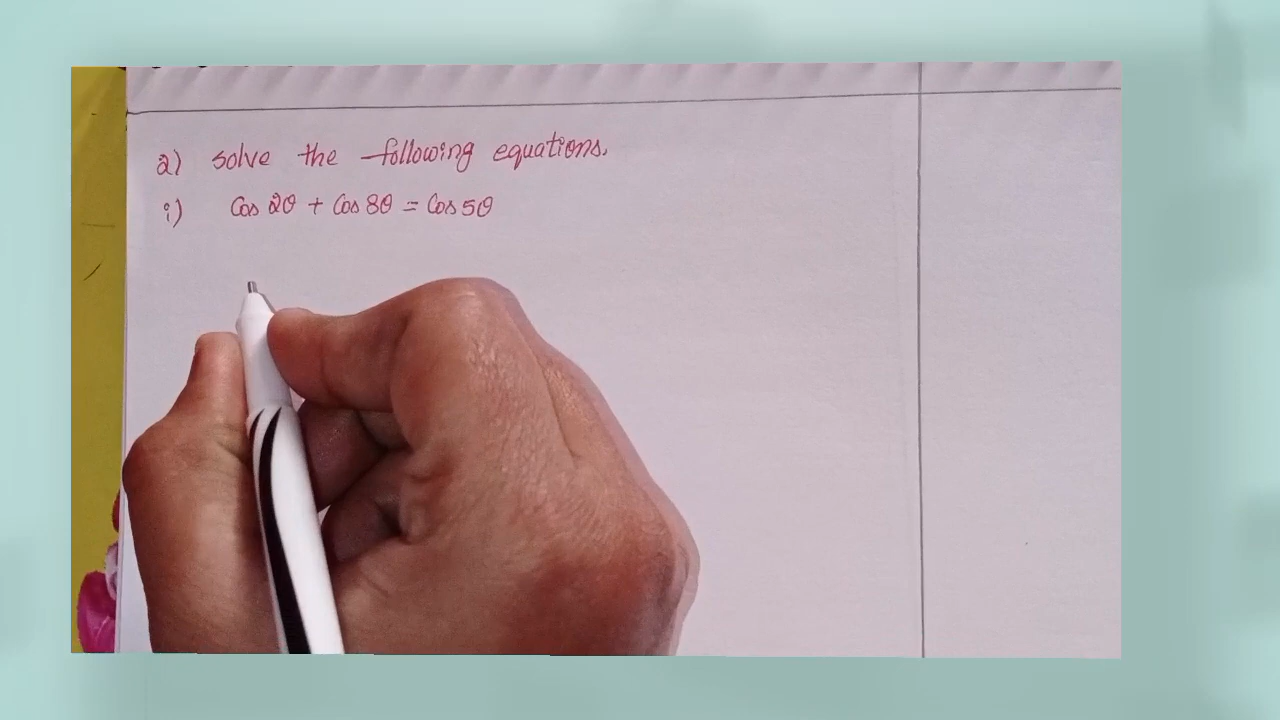 2) solve the following equations.
i) Cos 2θ + Cos 8θ = Cos 5θ